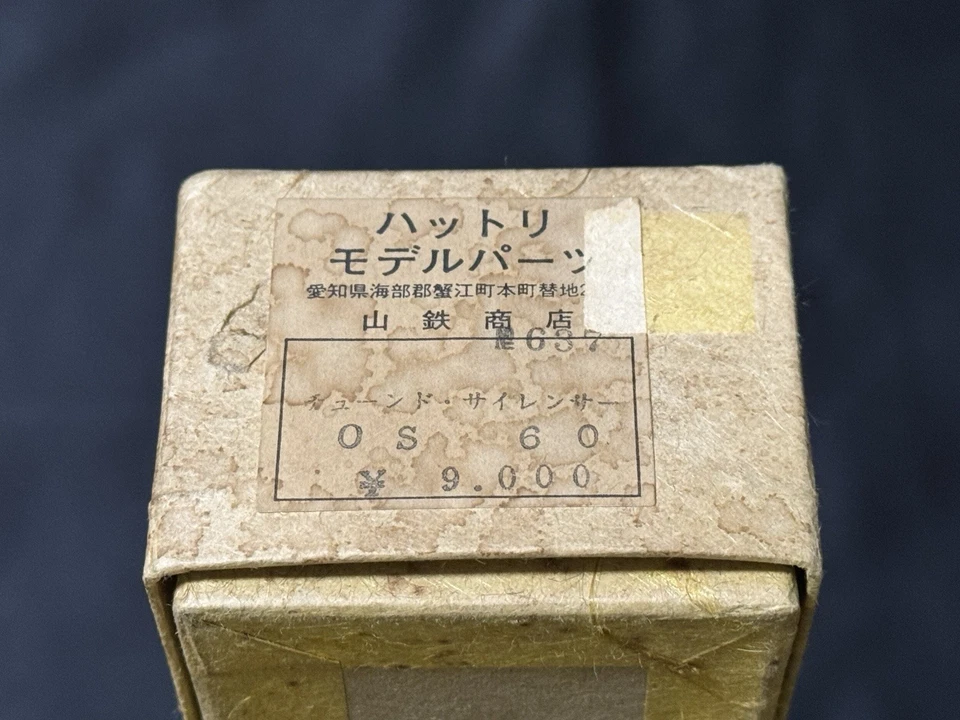 ハットリ
モデルパーツ
愛知県海部郡蟹江町本町替地2
山鉄商店
637
チューンド・サイレンサー
OS 60
¥ 9.000